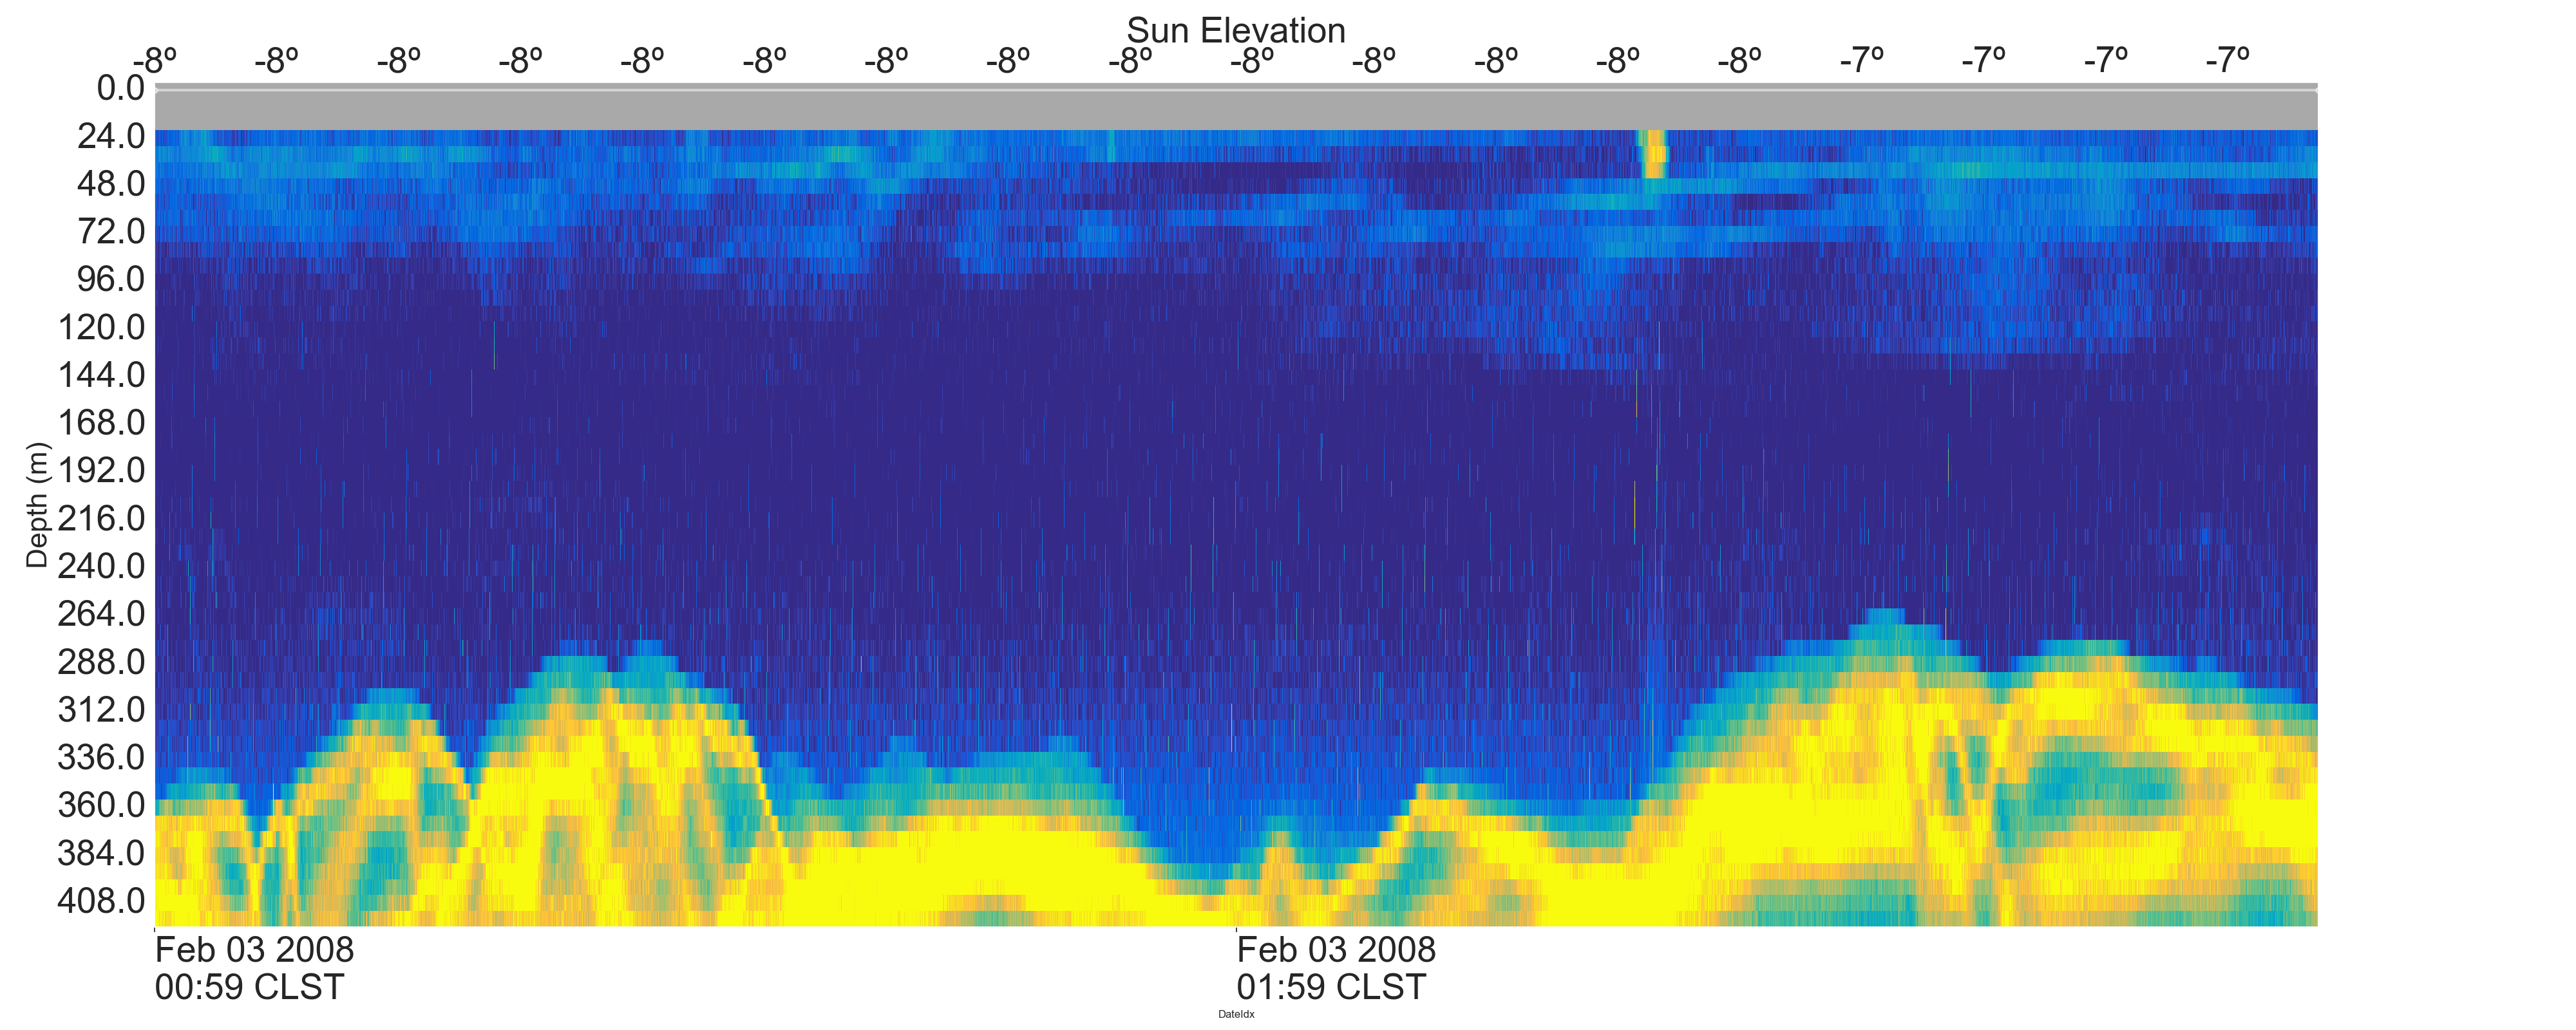 Sun Elevation
-8º -8º -8º -8º -8º -8º -8º -8º -8º -8º -8º -8º -8º -8º -7º -7º -7º -7º
0.0
24.0
48.0
72.0
96.0
120.0
144.0
168.0
192.0
216.0
240.0
264.0
288.0
312.0
336.0
360.0
384.0
408.0
Depth (m)
Feb 03 2008
00:59 CLST
Feb 03 2008
01:59 CLST
DateIdx